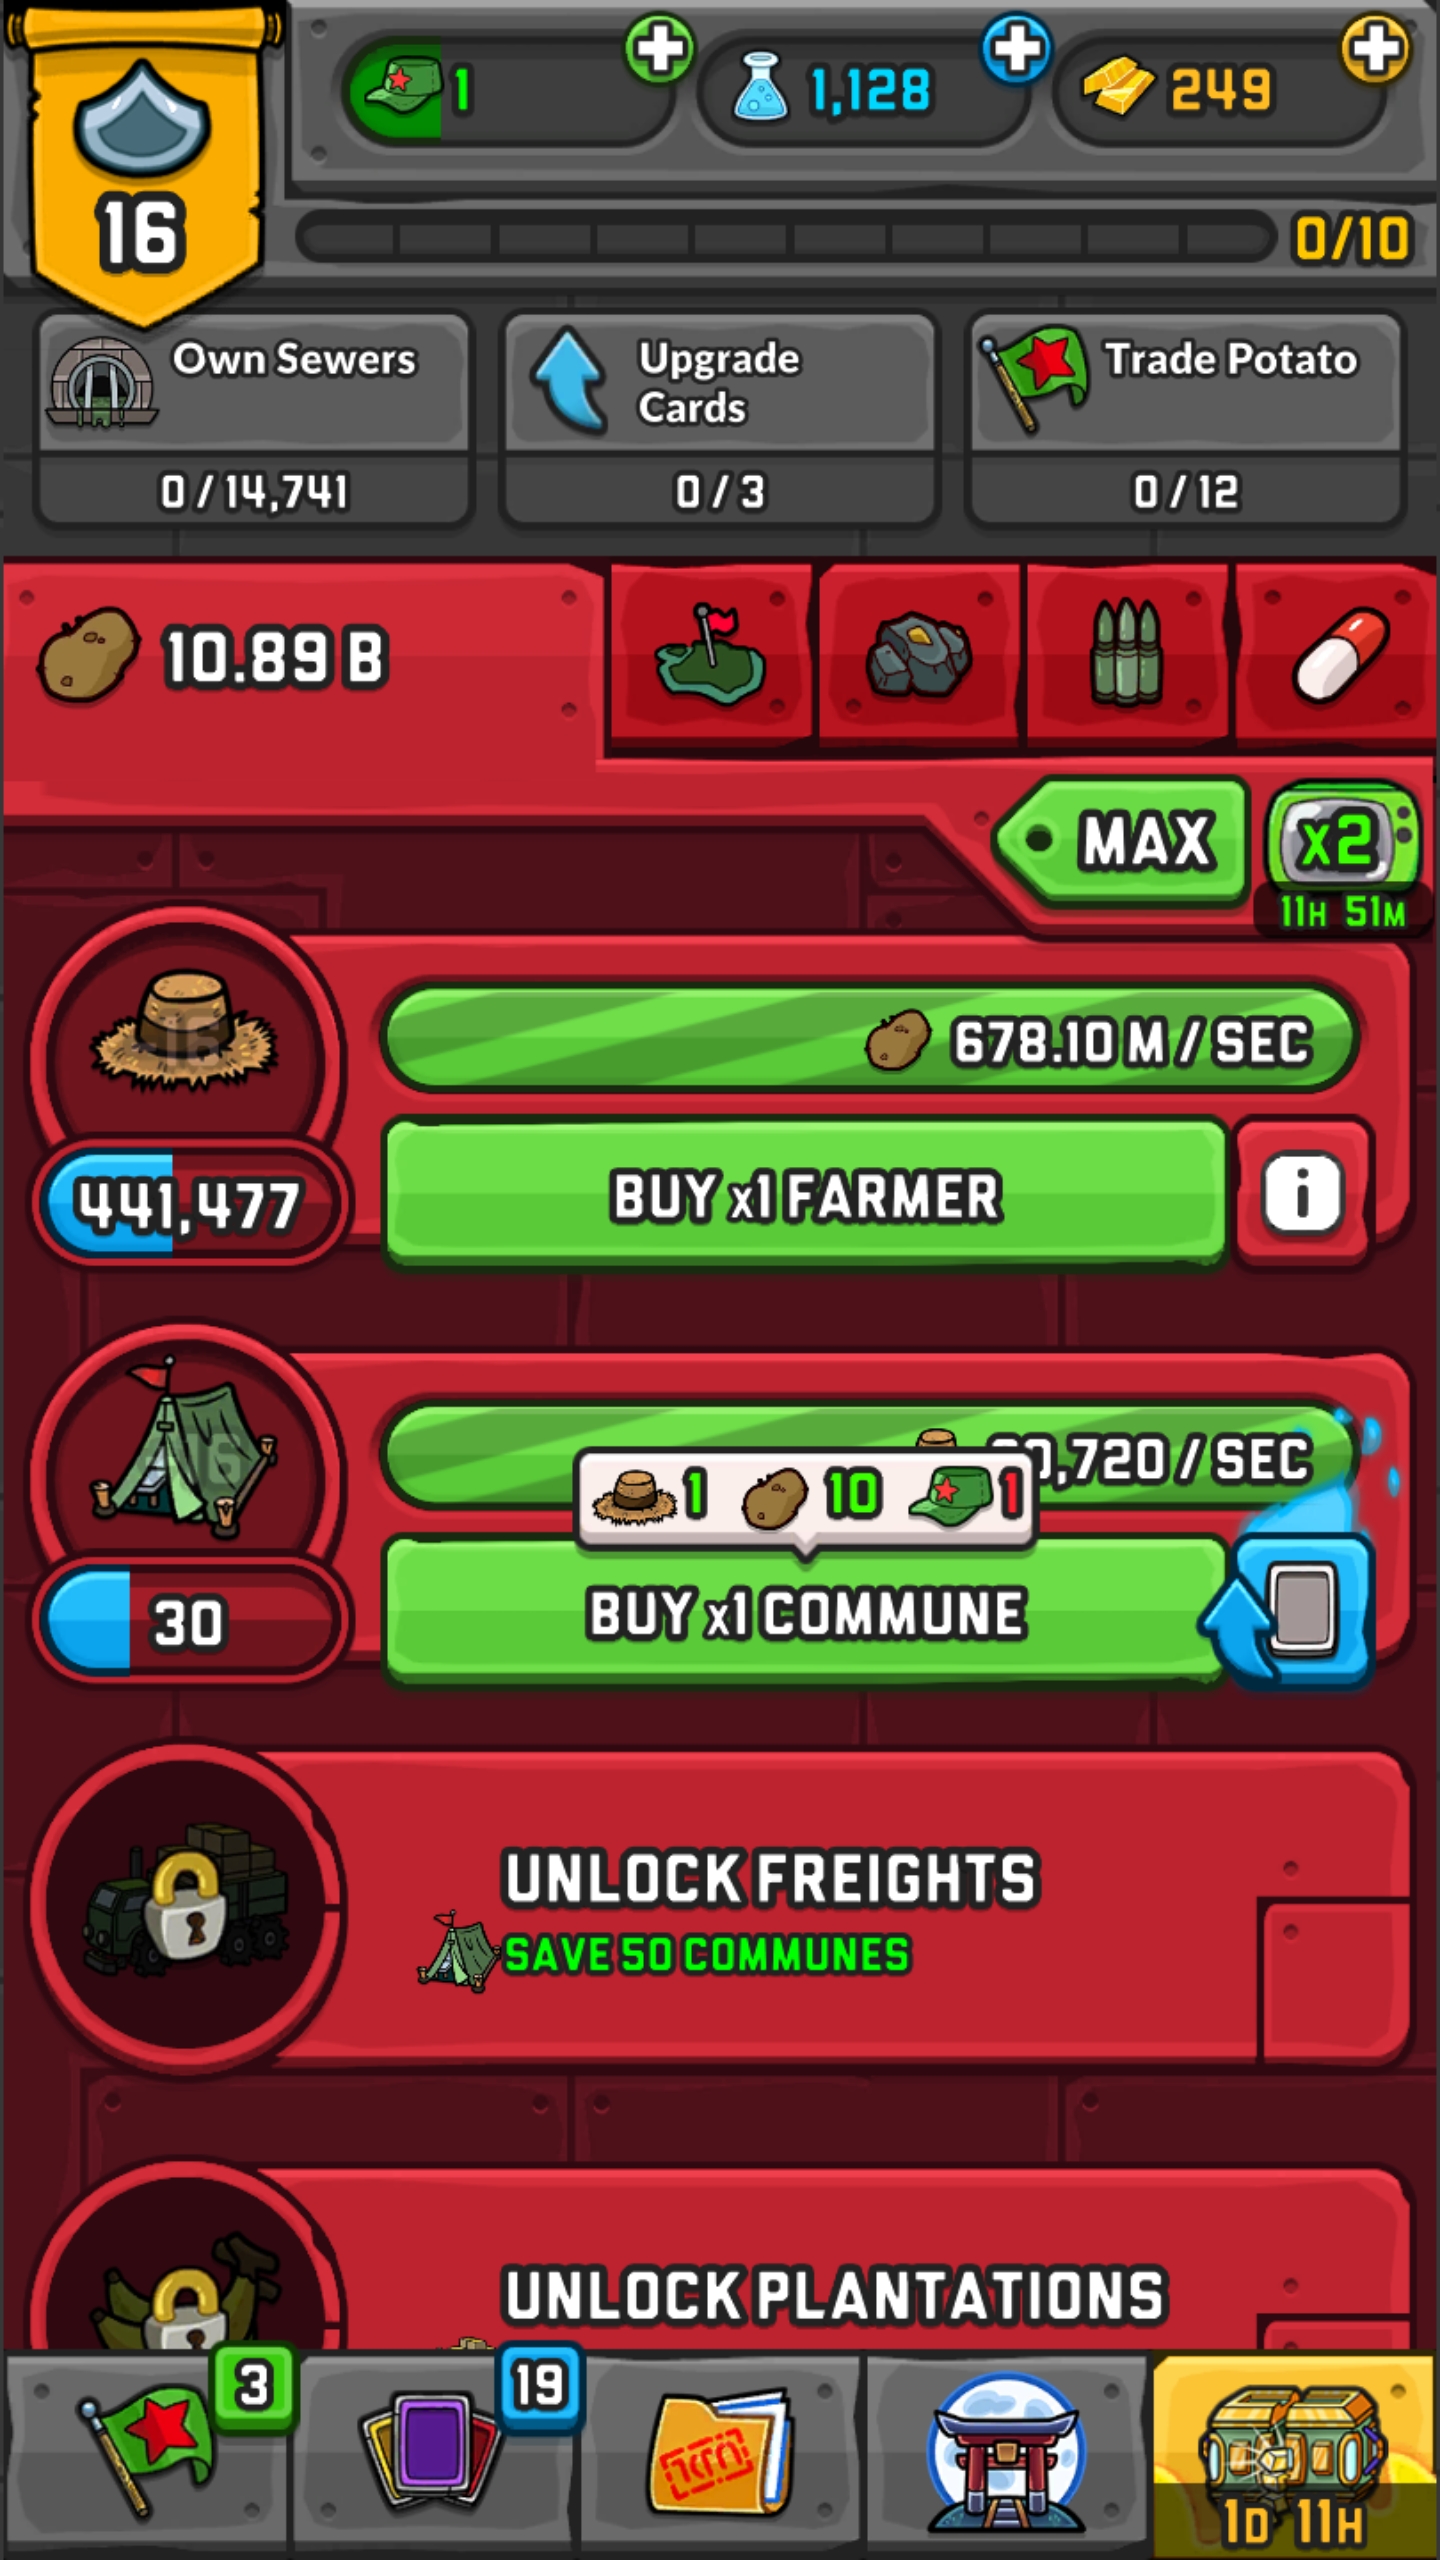 1
1,128
249
16
0/10
Own Sewers
0 / 14,741
Upgrade
Cards
0 / 3
Trade Potato
0 / 12
10.89 B
MAX
x2
11H 51M
678.10 M / SEC
441,477
BUY x1 FARMER
0,720 / SEC
1 10 1
30
BUY x1 COMMUNE
UNLOCK FREIGHTS
SAVE 50 COMMUNES
UNLOCK PLANTATIONS
3
19
1D 11H